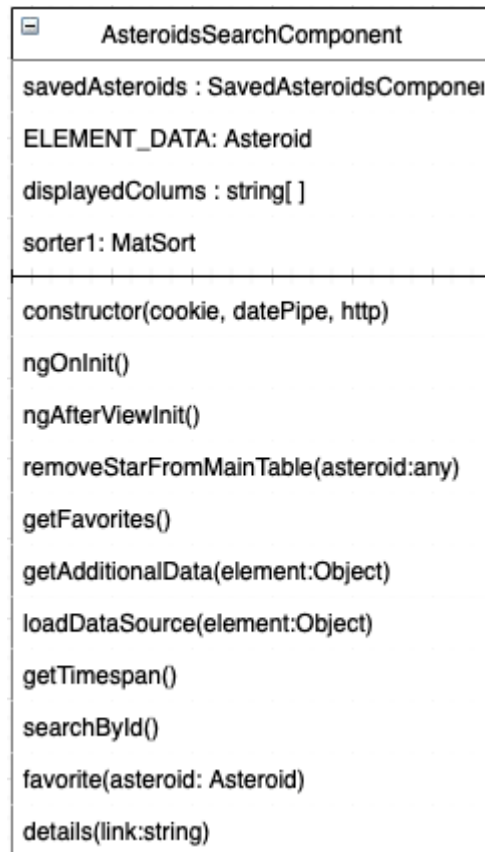 AsteroidsSearchComponent
savedAsteroids : SavedAsteroidsComponen
ELEMENT_DATA: Asteroid
displayedColums : string[ ]
sorter1: MatSort
constructor(cookie, datePipe, http)
ngOnInit()
ngAfterViewInit()
removeStarFromMainTable(asteroid:any)
getFavorites()
getAdditionalData(element:Object)
loadDataSource(element:Object)
getTimespan()
searchById()
favorite(asteroid: Asteroid)
details(link:string)